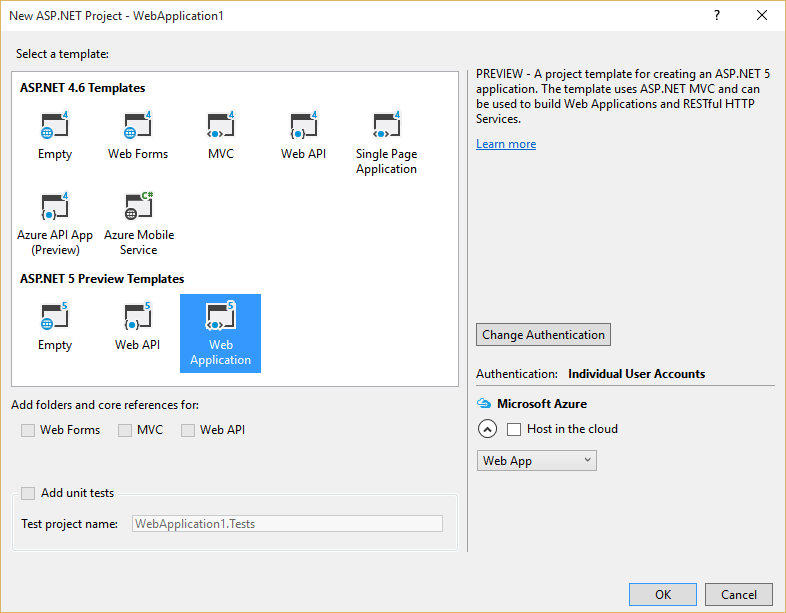 New ASP.NET Project - WebApplication1
?
Select a template:
ASP.NET 4.6 Templates
4 4 4 4 4
Empty Web Forms MVC Web API Single Page
Application
4 C#
Azure API App Azure Mobile
(Preview) Service
ASP.NET 5 Preview Templates
5 5 5
Empty Web API Web
Application
Add folders and core references for:
Web Forms MVC Web API
Add unit tests
Test project name: WebApplication1.Tests
PREVIEW - A project template for creating an ASP.NET 5
application. The template uses ASP.NET MVC and can
be used to build Web Applications and RESTful HTTP
Services.
Learn more
Change Authentication
Authentication: Individual User Accounts
Microsoft Azure
Host in the cloud
Web App
OK Cancel